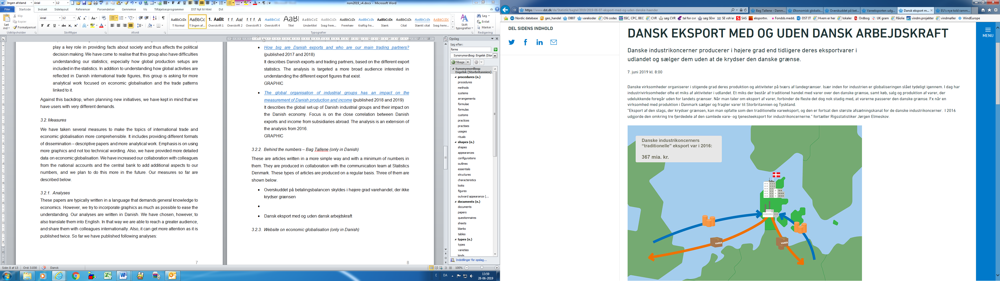 Ingen afstand
Arial
12
nsm2019_v4.docx - Microsoft Word
Filer
Startside
Indsæt
Sidelayout
Referencer
Forsendelser
Gennemse
Vis
Tilføjelsesprogrammer
DST Nyt til html
Dst
Sæt ind
Klip
Kopier
Formatpensel
Udklipsholder
Arial
12
Skrifttype
Afsnit
¶ Normal
¶ Ingen af...
Overskrift 1
Overskrift 2
Overskrift 3
Overskrift 4
Titel
Undertitel
Svag frem...
Fremhæv
Kraftig fre...
Stærk
Citat
Stærkt citat
Svag henv...
Typografier
Skift typografier
Søg
Erstat
Marker
Redigering
play a key role in providing facts about society and thus affects the political
decision making. We have come to realise that this group also have difficulties
understanding our statistics; especially how global production setups are
included in the statistics. In addition to understanding how global activities are
reflected in Danish international trade figures, this group is asking for more
analytical work focused on economic globalisation and the trade patterns
linked to it.
Against this backdrop, when planning new initiatives, we have kept in mind that we
have users with very different demands.
3.2. Measures
We have taken several measures to make the topics of international trade and
economic globalisation more comprehensible. It includes providing different formats
of dissemination – descriptive papers and more analytical work. Emphasis is on using
more graphics and not too technical wording. Also, we have provided more detailed
data on economic globalisation. We have increased our collaboration with colleagues
from the national accounts and the central bank to add additional aspects to our
numbers, and we plan to do this more in the future. Our measures so far are
described below.
3.2.1. Analyses
These papers are typically written in a language that demands general knowledge to
economics. However, we try to incorporate graphics as much as possible to ease the
understanding. Our analyses are written in Danish. We have chosen, however, to
also translate them into English. In that way we are able to reach a greater audience,
and share them with colleagues internationally. Also, it can get more attention as it is
published twice. So far we have published following analyses:
7
• How big are Danish exports and who are our main trading partners?
(published 2017 and 2018)
It describes Danish exports and trading partners, based on the different export
statistics. The analysis is targeted a more broad audience interested in
understanding the different export figures that exist.
GRAPHIC
• The global organisation of industrial groups has an impact on the
measurement of Danish production and income (published 2018 and 2019)
It describes the global set-up of Danish industrial groups and their impact on
the Danish economy. Focus is on the close correlation between Danish
exports and income from subsidiaries abroad. The analysis is an extension of
the analysis from 2016.
GRAPHIC
3.2.2. Behind the numbers – Bag Tallene (only in Danish)
These are articles written in a more simple way and with a minimum of numbers in
them. They are produced in collaboration with the communication team at Statistics
Denmark. These types of articles are produced on a regular basis. Three of them are
shown below.
• Overskuddet på betalingsbalancen skyldes i højere grad varehandel, der ikke
krydser grænsen
•
• Dansk eksport med og uden dansk arbejdskraft
3.2.3. Website on economic globalisation (only in Danish)
8
Opslag
Søg efter:
forms
Synonymordbog: Engelsk (Stor
Tilbage
Synonymordbog:
Engelsk (Storbritannien)
procedures (n.)
procedures
methods
systems
arrangements
formulae
formulas
customs
practices
practises
usages
rituals
shapes (n.)
shapes
appearances
configurations
outlines
essentials
structures
characteristics
looks
figures
outward appearance (...
documents (n.)
documents
papers
questionnaires
sheets
blanks
tables
types (n.)
types
varieties
kinds
Indstillinger for opslag...
Side: 8 af 13
Ord: 3.030
Dansk
100%
DA
13:59
28-06-2019
https://www.dst.dk/da/Statistik/bagtal/2019/2019-06-07-eksport-med-og-uden-danske-haender
Bag Tallene - Danm...
Økonomisk globalis...
Overskuddet på bet...
Vareeksporten udg...
Dansk eksport m...
EU's nye told ramm...
Nordic database
geo_handel
DB07
varekoder
CN codes
ISIC, CPC, BEC
CVR
søg CVR
tal for cvr
søg SEnr
SE vsh'er
SAS
eksportnr.
Fondsb.medd.
DST IT
Hvem er her
lokaler
Ordbog
UK gram
Råolie
vindm.projekter
vindmøller
WindEurope
DEL SIDENS INDHOLD
MENU
DANSK EKSPORT MED OG UDEN DANSK ARBEJDSKRAFT
Danske industrikoncerner producerer i højere grad end tidligere deres eksportvarer i
udlandet og sælger dem uden at de krydser den danske grænse.
7. juni 2019 kl. 8:00
Danske virksomheder organiserer i stigende grad deres produktion og aktiviteter på tværs af landegrænser. Især inden for industrien er globaliseringen slået tydeligt igennem. I dag har
industrivirksomheder ofte et miks af aktiviteter i udlandet. Et miks der består af traditionel handel med varer over den danske grænse, samt køb, salg og produktion af varer, der
udelukkende foregår uden for landets grænser. Når man taler om eksport af varer, forbinder de fleste det dog nok stadig med, at varerne passerer den danske grænse. Fx når en
virksomhed med produktion i Danmark sælger og fragter varer til Storbritannien og Tyskland.
"Eksport af den slags, der krydser grænsen, kan man opfatte som den traditionelle vareeksport, og den er fortsat den største afsætningskanal for de danske industrikoncerner. I 2016
udgjorde den omkring tre fjerdedele af den samlede vare- og tjenesteeksport for industrikoncernerne." fortæller Rigsstatistiker Jørgen Elmeskov.
Danske industrikoncerners
“traditionelle” eksport var i 2016:
367 mia. kr.
VARER
VARER